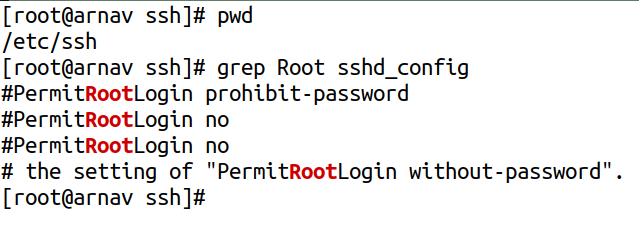 [root@arnav ssh]# pwd
/etc/ssh
[root@arnav ssh]# grep Root sshd_config
#PermitRootLogin prohibit-password
#PermitRootLogin no
#PermitRootLogin no
# the setting of "PermitRootLogin without-password".
[root@arnav ssh]#